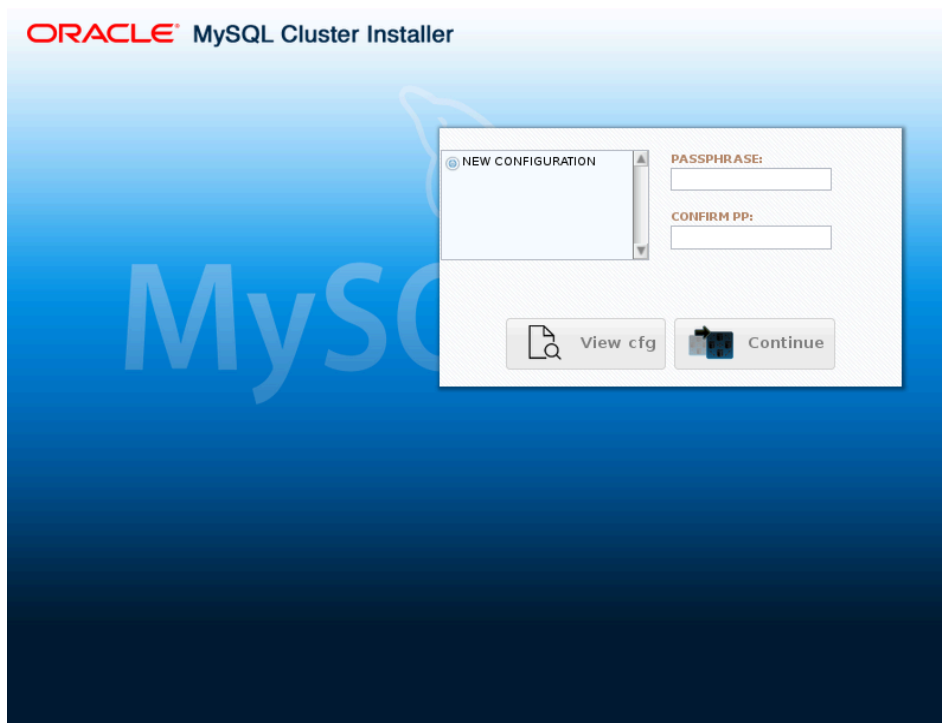 ORACLE® MySQL Cluster Installer
NEW CONFIGURATION
PASSPHRASE:
CONFIRM PP:
MySQ
View cfg
Continue